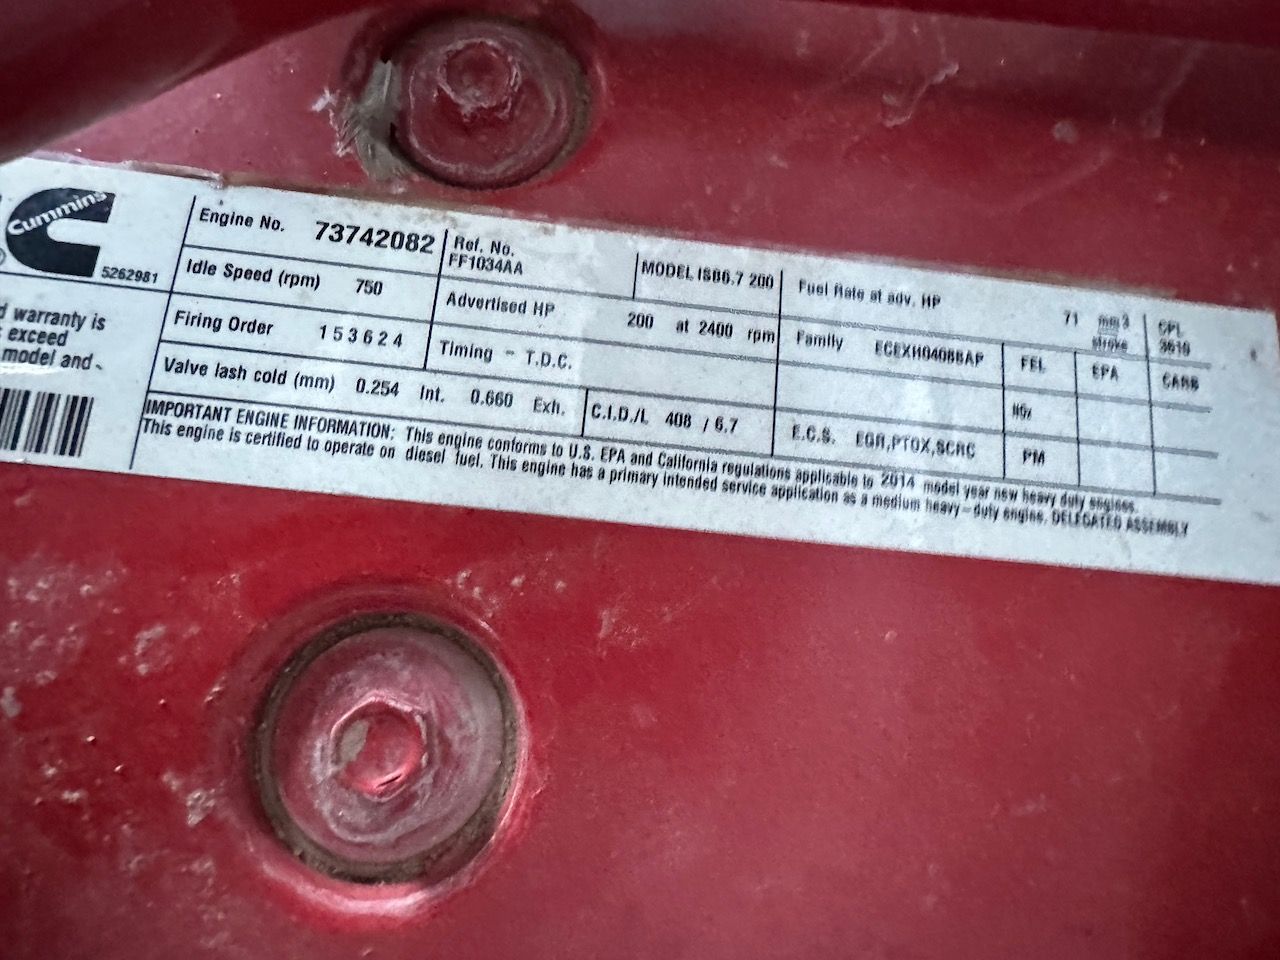 Cummins
5262981
d warranty is
exceed
model and
Engine No. 73742082
Ref. No.
FF1034AA
MODEL ISB6.7 200
Fuel Rate at adv. HP 71 mm3
stroke
CPL
Idle Speed (rpm) 750
Advertised HP 200 at 2400 rpm
Family ECEXH0408BAP
FEL
EPA
CARB
Firing Order 1 5 3 6 2 4
Timing - T.D.C.
NOx
Valve lash cold (mm) 0.254 Int. 0.660 Exh.
C.I.D./L 408 / 6.7
E.C.S. EGR,PTOX,SCRC
PM
IMPORTANT ENGINE INFORMATION: This engine conforms to U.S. EPA and California regulations applicable to 2014 model year new heavy duty engines.
This engine is certified to operate on diesel fuel. This engine has a primary intended service application as a medium heavy-duty engine. DELEGATED ASSEMBLY